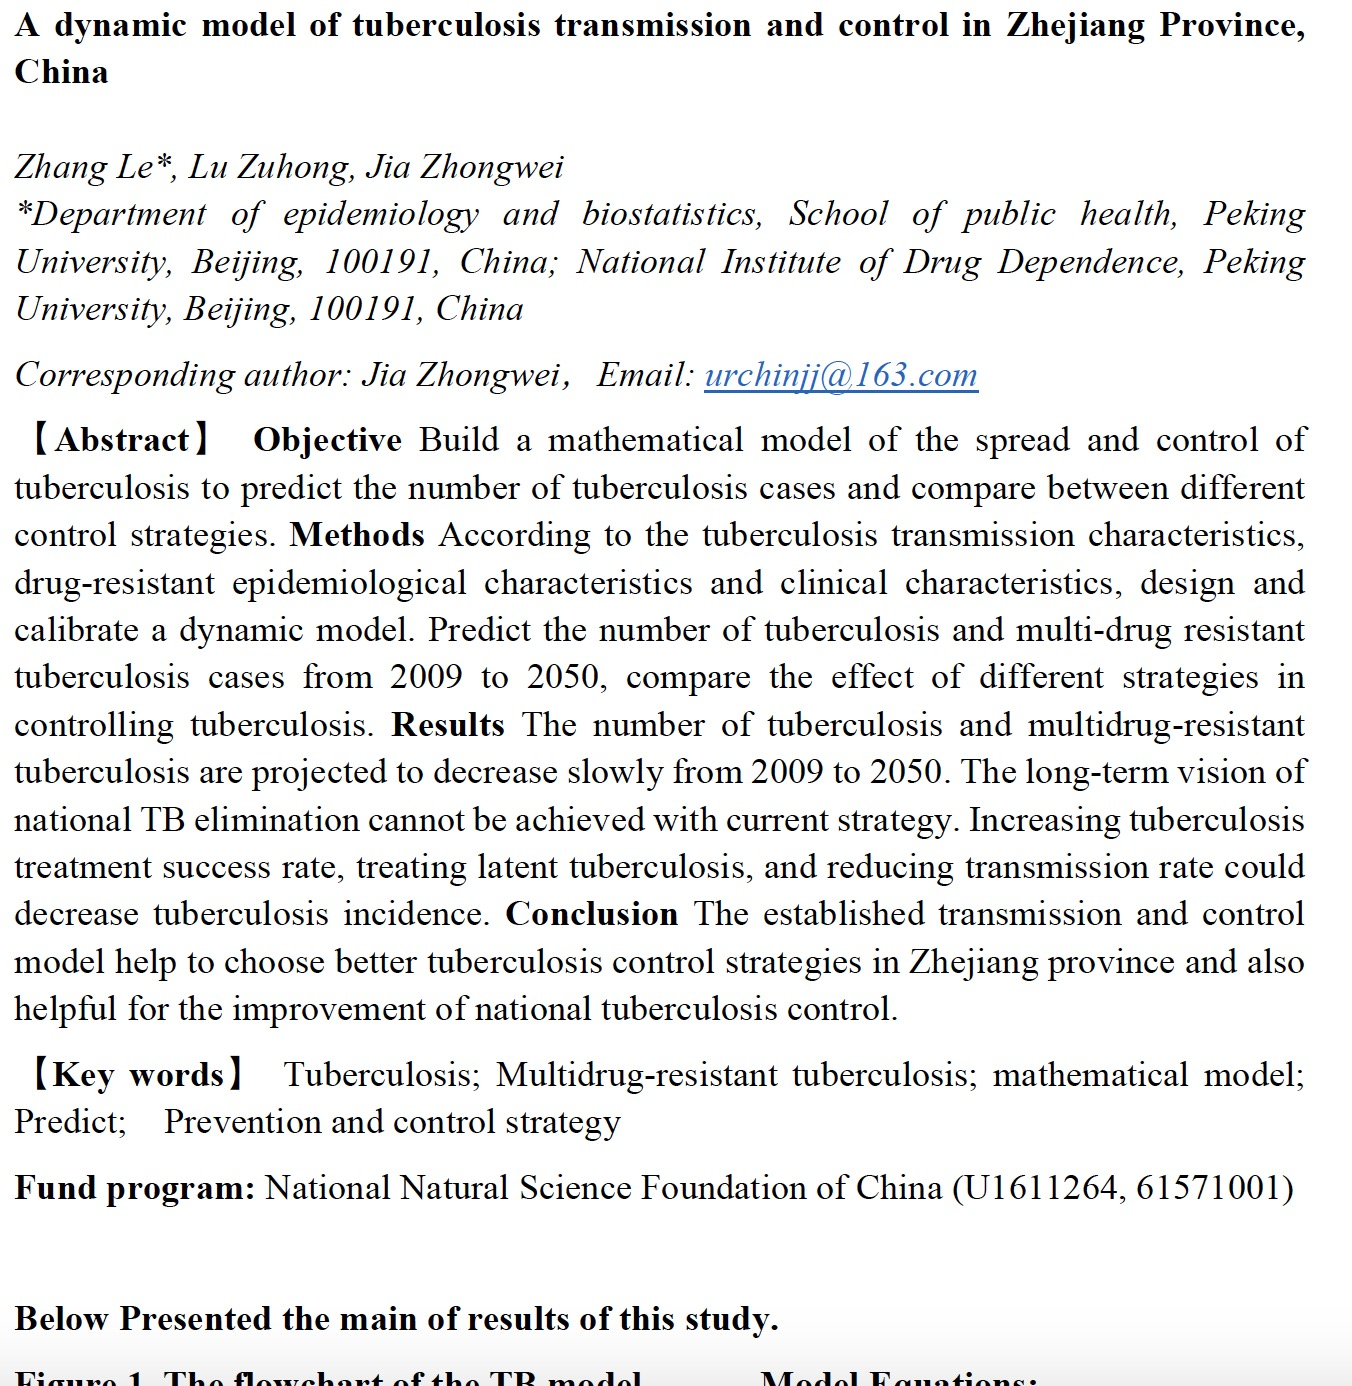 A dynamic model of tuberculosis transmission and control in Zhejiang Province,
China
Zhang Le*, Lu Zuhong, Jia Zhongwei
*Department of epidemiology and biostatistics, School of public health, Peking
University, Beijing, 100191, China; National Institute of Drug Dependence, Peking
University, Beijing, 100191, China
Corresponding author: Jia Zhongwei，Email: urchinjj@163.com
【Abstract】 Objective Build a mathematical model of the spread and control of
tuberculosis to predict the number of tuberculosis cases and compare between different
control strategies. Methods According to the tuberculosis transmission characteristics,
drug-resistant epidemiological characteristics and clinical characteristics, design and
calibrate a dynamic model. Predict the number of tuberculosis and multi-drug resistant
tuberculosis cases from 2009 to 2050, compare the effect of different strategies in
controlling tuberculosis. Results The number of tuberculosis and multidrug-resistant
tuberculosis are projected to decrease slowly from 2009 to 2050. The long-term vision of
national TB elimination cannot be achieved with current strategy. Increasing tuberculosis
treatment success rate, treating latent tuberculosis, and reducing transmission rate could
decrease tuberculosis incidence. Conclusion The established transmission and control
model help to choose better tuberculosis control strategies in Zhejiang province and also
helpful for the improvement of national tuberculosis control.
【Key words】 Tuberculosis; Multidrug-resistant tuberculosis; mathematical model;
Predict; Prevention and control strategy
Fund program: National Natural Science Foundation of China (U1611264, 61571001)
Below Presented the main of results of this study.
Figure 1. The flowchart of the TB model Model Equations: